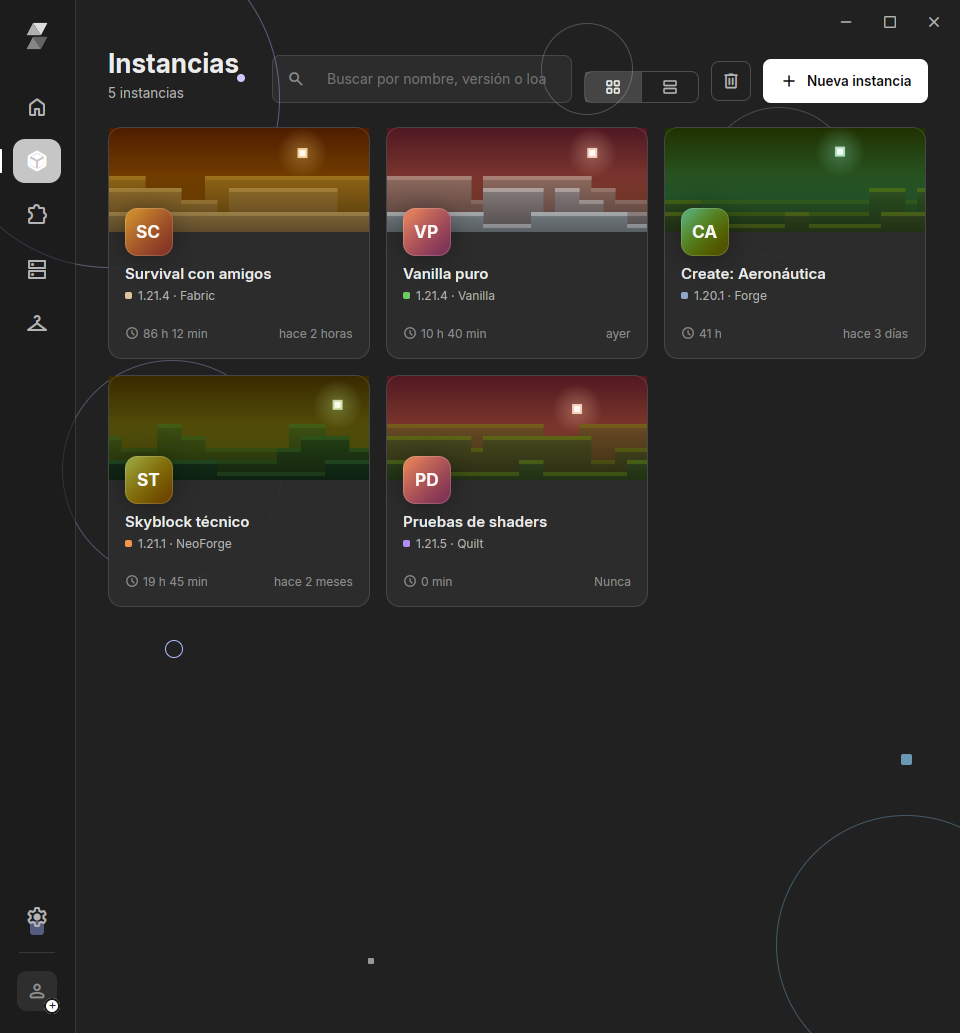 Instancias
5 instancias
Buscar por nombre, versión o loa
Nueva instancia
SC
Survival con amigos
1.21.4 · Fabric
86 h 12 min
hace 2 horas
VP
Vanilla puro
1.21.4 · Vanilla
10 h 40 min
ayer
CA
Create: Aeronáutica
1.20.1 · Forge
41 h
hace 3 días
ST
Skyblock técnico
1.21.1 · NeoForge
19 h 45 min
hace 2 meses
PD
Pruebas de shaders
1.21.5 · Quilt
0 min
Nunca